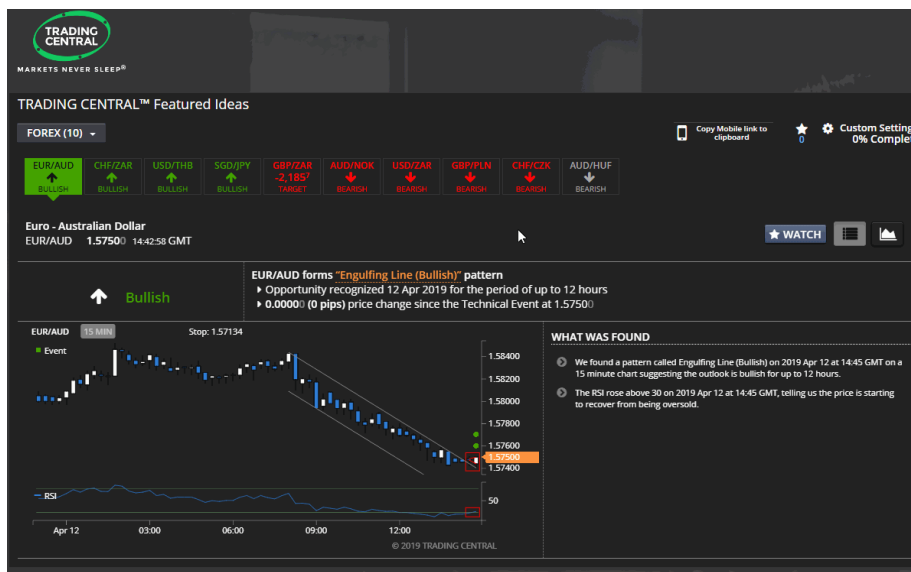 TRADING
CENTRAL
MARKETS NEVER SLEEP®
TRADING CENTRAL™ Featured Ideas
FOREX (10)
Copy Mobile link to
clipboard
0
Custom Setting
0% Complet
EUR/AUD CHF/ZAR USD/THB SGD/JPY GBP/ZAR AUD/NOK USD/ZAR GBP/PLN CHF/CZK AUD/HUF
-2,185⁷
BULLISH BULLISH BULLISH BULLISH TARGET BEARISH BEARISH BEARISH BEARISH BEARISH
Euro - Australian Dollar
EUR/AUD 1.57500 14:42:58 GMT
WATCH
Bullish
EUR/AUD forms "Engulfing Line (Bullish)" pattern
Opportunity recognized 12 Apr 2019 for the period of up to 12 hours
0.00000 (0 pips) price change since the Technical Event at 1.57500
EUR/AUD 15 MIN Stop: 1.57134
Event
1.58400
1.58200
1.58000
1.57800
1.57600
1.57500
1.57400
RSI
50
Apr 12 03:00 06:00 09:00 12:00
© 2019 TRADING CENTRAL
WHAT WAS FOUND
We found a pattern called Engulfing Line (Bullish) on 2019 Apr 12 at 14:45 GMT on a
15 minute chart suggesting the outlook is bullish for up to 12 hours.
The RSI rose above 30 on 2019 Apr 12 at 14:45 GMT, telling us the price is starting
to recover from being oversold.